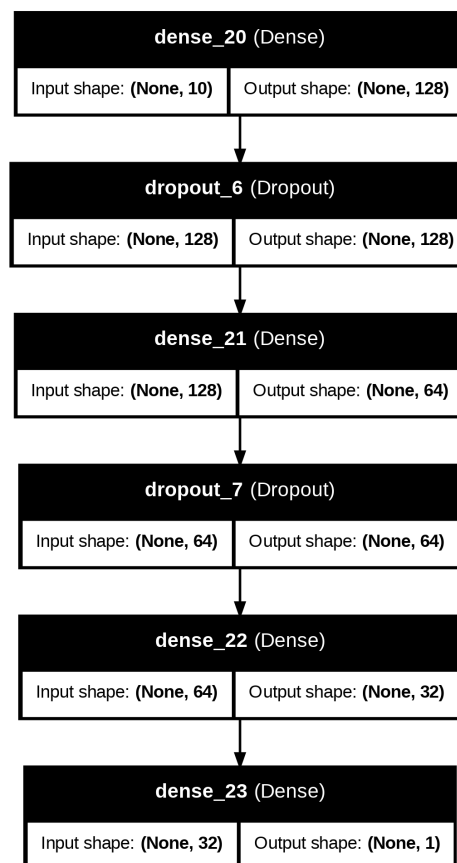 dense_20 (Dense)
Input shape: (None, 10) Output shape: (None, 128)
dropout_6 (Dropout)
Input shape: (None, 128) Output shape: (None, 128)
dense_21 (Dense)
Input shape: (None, 128) Output shape: (None, 64)
dropout_7 (Dropout)
Input shape: (None, 64) Output shape: (None, 64)
dense_22 (Dense)
Input shape: (None, 64) Output shape: (None, 32)
dense_23 (Dense)
Input shape: (None, 32) Output shape: (None, 1)